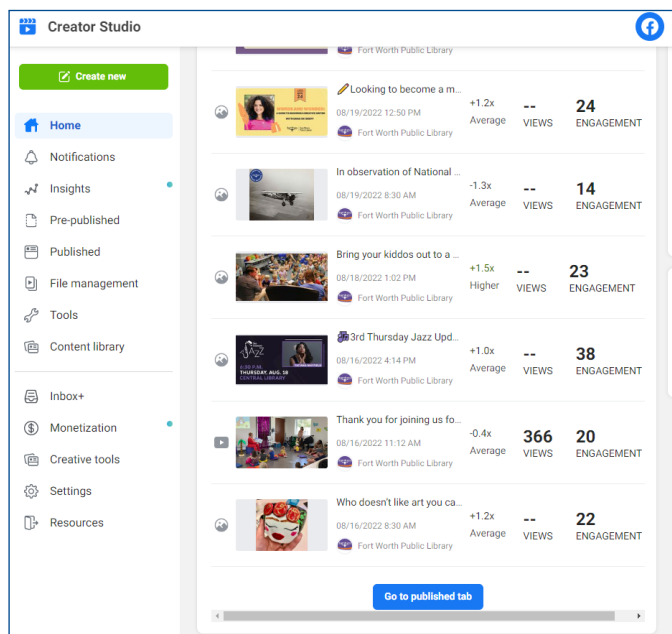 Creator Studio
Create new
Home
Notifications
Insights
Pre-published
Published
File management
Tools
Content library
Inbox+
Monetization
Creative tools
Settings
Resources
Fort Worth Public Library
Looking to become a m...
08/19/2022 12:50 PM
Fort Worth Public Library
+1.2x
Average
--
VIEWS
24
ENGAGEMENT
In observation of National ...
08/19/2022 8:30 AM
Fort Worth Public Library
-1.3x
Average
--
VIEWS
14
ENGAGEMENT
Bring your kiddos out to a ...
08/18/2022 1:02 PM
Fort Worth Public Library
+1.5x
Higher
--
VIEWS
23
ENGAGEMENT
JAZZ
6:30 P.M.
THURSDAY, AUG. 18
CENTRAL LIBRARY
3rd Thursday Jazz Upd...
08/16/2022 4:14 PM
Fort Worth Public Library
+1.0x
Average
--
VIEWS
38
ENGAGEMENT
Thank you for joining us fo...
08/16/2022 11:12 AM
Fort Worth Public Library
-0.4x
Average
366
VIEWS
20
ENGAGEMENT
Who doesn't like art you ca...
08/16/2022 8:30 AM
Fort Worth Public Library
+1.2x
Average
--
VIEWS
22
ENGAGEMENT
Go to published tab